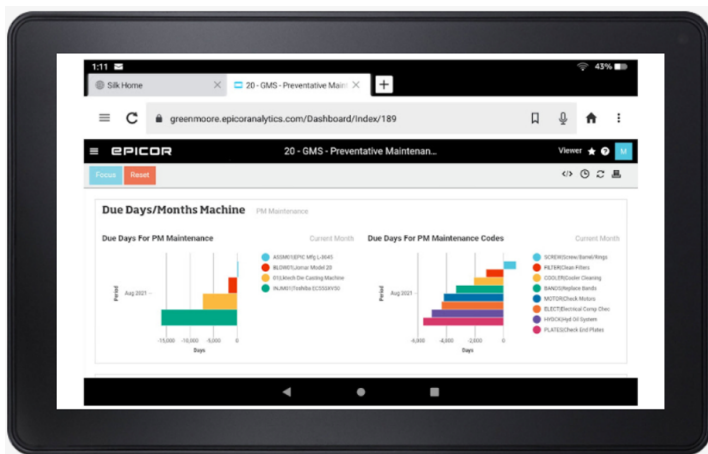 1:11
43%
Silk Home
20 - GMS - Preventative Main
greenmoore.epicoranalytics.com/Dashboard/Index/189
EPICOR
20 - GMS - Preventative Maintenan...
Viewer
M
Focus
Reset
Due Days/Months Machine
PM Maintenance
Due Days For PM Maintenance
Current Month
Period
Aug 2021
-15,000 -10,000 -5,000 0
Days
Due Days For PM Maintenance Codes
Current Month
SCREW|Screw/Barrel/Rings
FILTER|Clean Filters
COOLER|Cooler Cleaning
BANDS|Replace Bands
MOTOR|Check Motors
ELECT|Electrical Comp Chec
HYDCK|Hyd Oil System
PLATES|Check End Plates
Period
Aug 2021
-6,000 -4,000 -2,000 0
Days